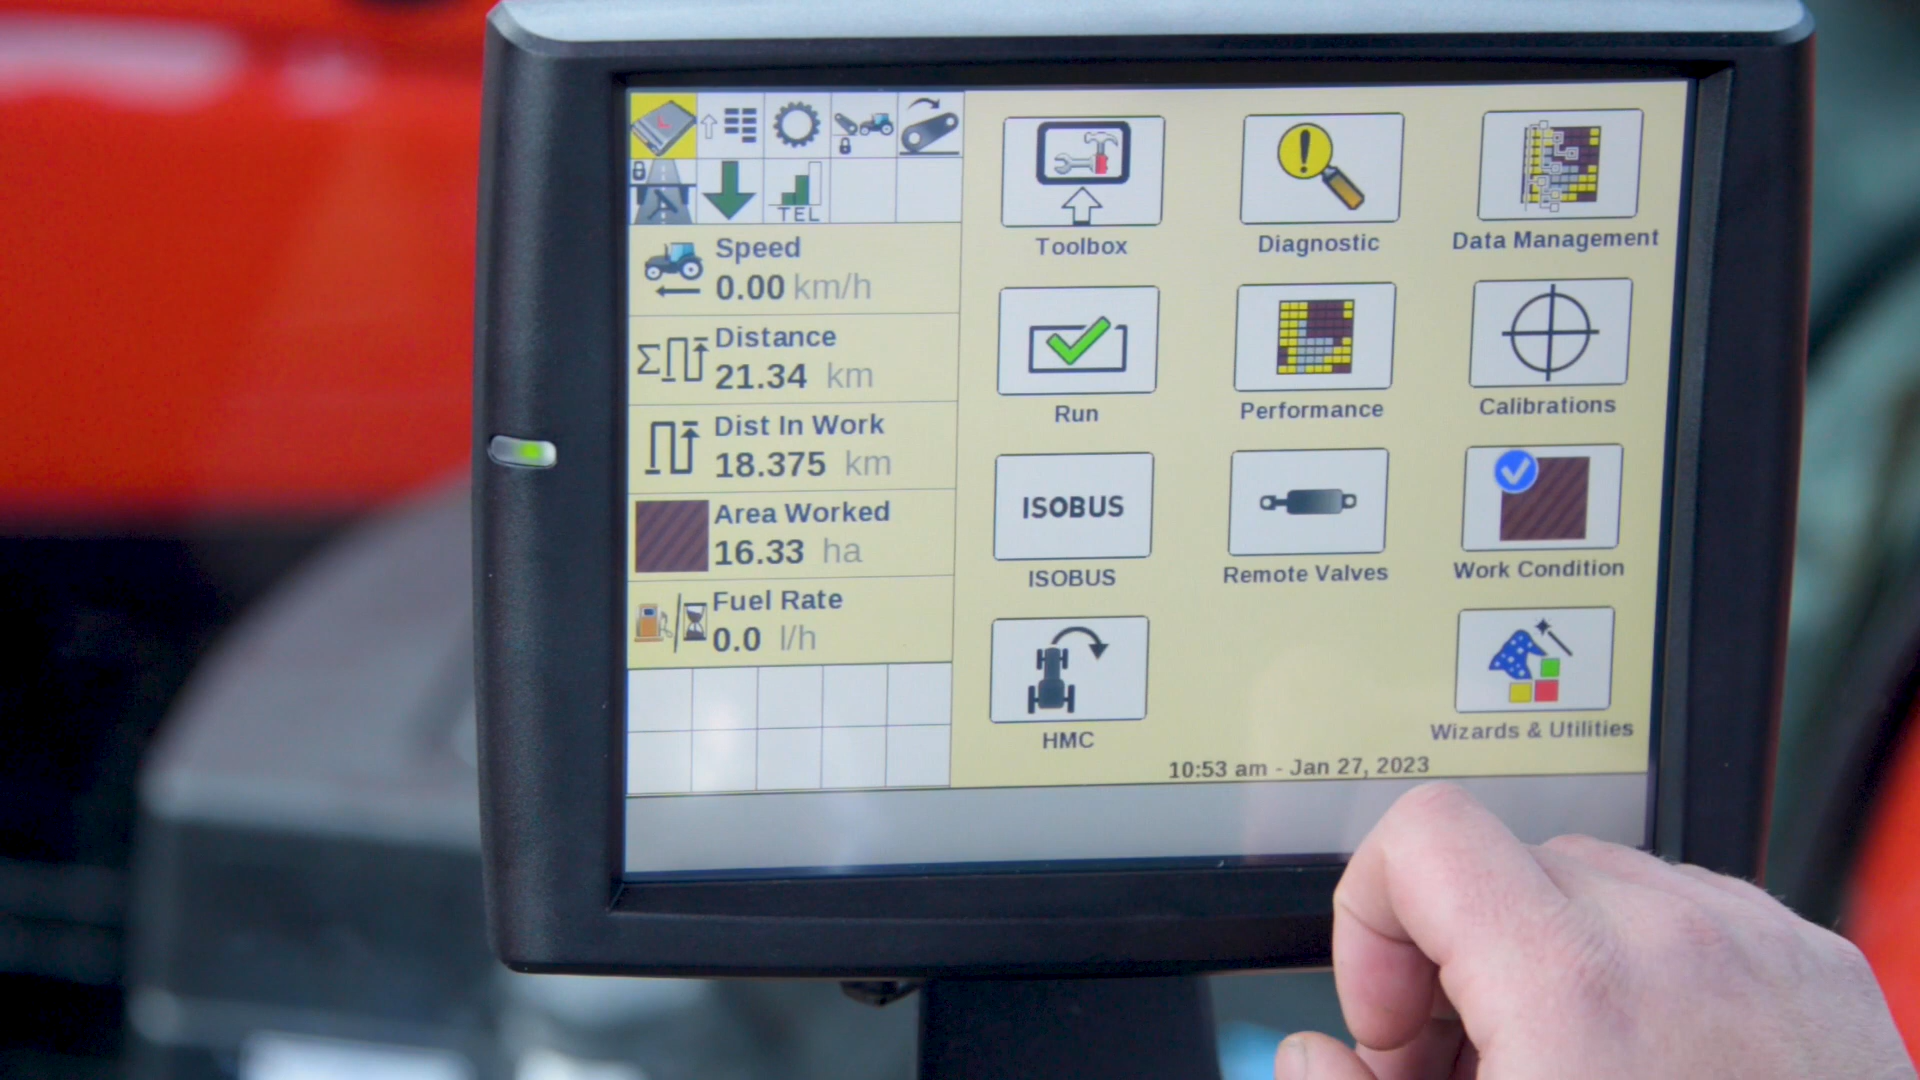 TEL
Speed
0.00 km/h
Distance
21.34 km
Dist In Work
18.375 km
Area Worked
16.33 ha
Fuel Rate
0.0 l/h
Toolbox
Diagnostic
Data Management
Run
Performance
Calibrations
ISOBUS
ISOBUS
Remote Valves
Work Condition
HMC
Wizards & Utilities
10:53 am - Jan 27, 2023